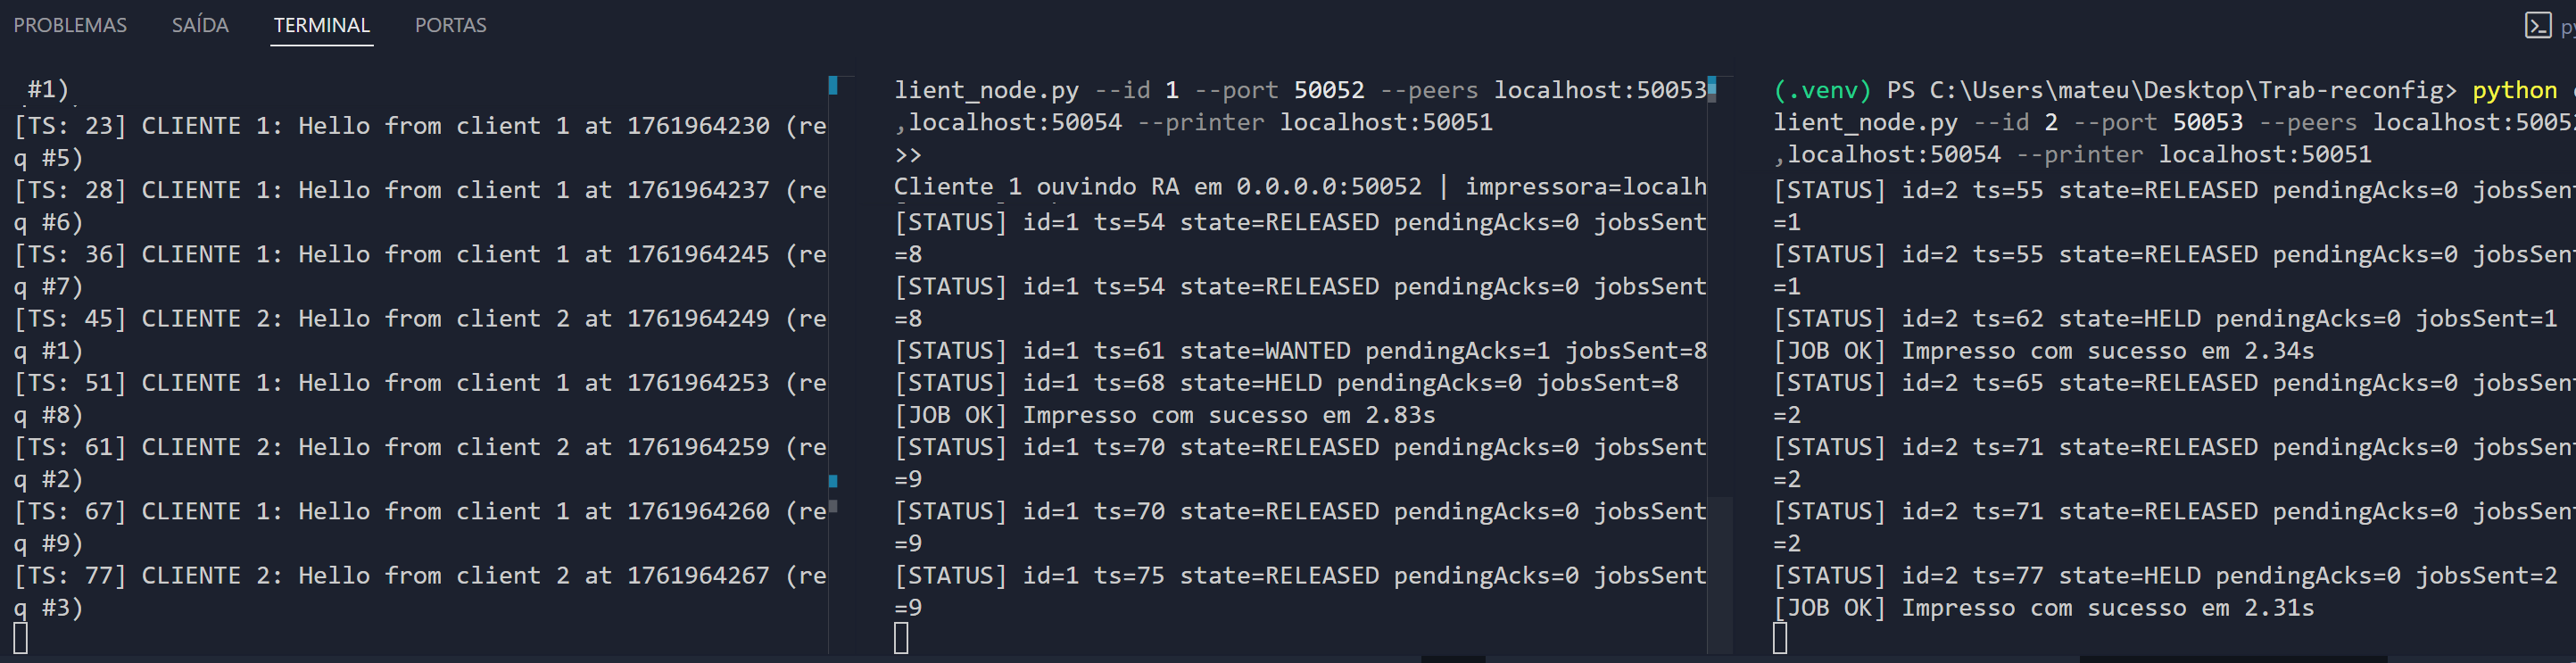 PROBLEMAS SAÍDA TERMINAL PORTAS
#1)
[TS: 23] CLIENTE 1: Hello from client 1 at 1761964230 (re
q #5)
[TS: 28] CLIENTE 1: Hello from client 1 at 1761964237 (re
q #6)
[TS: 36] CLIENTE 1: Hello from client 1 at 1761964245 (re
q #7)
[TS: 45] CLIENTE 2: Hello from client 2 at 1761964249 (re
q #1)
[TS: 51] CLIENTE 1: Hello from client 1 at 1761964253 (re
q #8)
[TS: 61] CLIENTE 2: Hello from client 2 at 1761964259 (re
q #2)
[TS: 67] CLIENTE 1: Hello from client 1 at 1761964260 (re
q #9)
[TS: 77] CLIENTE 2: Hello from client 2 at 1761964267 (re
q #3)
lient_node.py --id 1 --port 50052 --peers localhost:50053
,localhost:50054 --printer localhost:50051
>>
Cliente 1 ouvindo RA em 0.0.0.0:50052 | impressora=localh
[STATUS] id=1 ts=54 state=RELEASED pendingAcks=0 jobsSent
=8
[STATUS] id=1 ts=54 state=RELEASED pendingAcks=0 jobsSent
=8
[STATUS] id=1 ts=61 state=WANTED pendingAcks=1 jobsSent=8
[STATUS] id=1 ts=68 state=HELD pendingAcks=0 jobsSent=8
[JOB OK] Impresso com sucesso em 2.83s
[STATUS] id=1 ts=70 state=RELEASED pendingAcks=0 jobsSent
=9
[STATUS] id=1 ts=70 state=RELEASED pendingAcks=0 jobsSent
=9
[STATUS] id=1 ts=75 state=RELEASED pendingAcks=0 jobsSent
=9
(.venv) PS C:\Users\mateu\Desktop\Trab-reconfig> python
lient_node.py --id 2 --port 50053 --peers localhost:5005
,localhost:50054 --printer localhost:50051
[STATUS] id=2 ts=55 state=RELEASED pendingAcks=0 jobsSen
=1
[STATUS] id=2 ts=55 state=RELEASED pendingAcks=0 jobsSen
=1
[STATUS] id=2 ts=62 state=HELD pendingAcks=0 jobsSent=1
[JOB OK] Impresso com sucesso em 2.34s
[STATUS] id=2 ts=65 state=RELEASED pendingAcks=0 jobsSen
=2
[STATUS] id=2 ts=71 state=RELEASED pendingAcks=0 jobsSen
=2
[STATUS] id=2 ts=71 state=RELEASED pendingAcks=0 jobsSen
=2
[STATUS] id=2 ts=77 state=HELD pendingAcks=0 jobsSent=2
[JOB OK] Impresso com sucesso em 2.31s